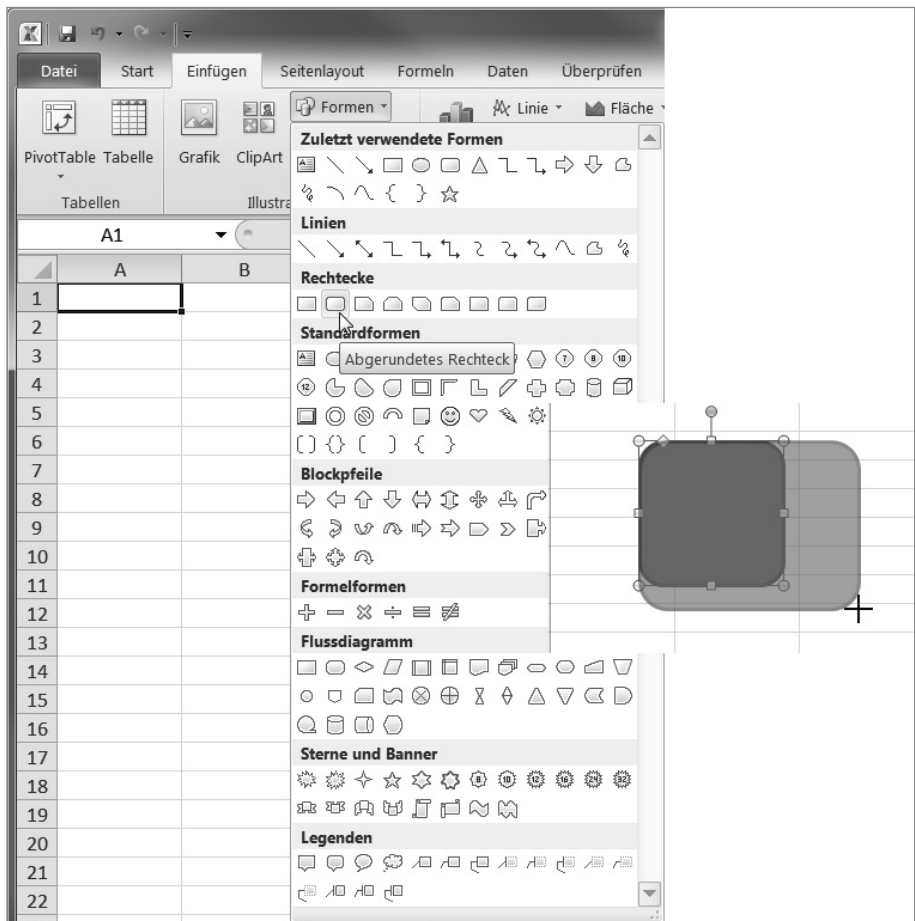 Datei Start Einfügen Seitenlayout Formeln Daten Überprüfen
Formen Linie Fläche
PivotTable Tabelle Grafik ClipArt
Tabellen Illustra
A1
A B
Zuletzt verwendete Formen
Linien
Rechtecke
Abgerundetes Rechteck
Standardformen
Blockpfeile
Formelformen
Flussdiagramm
Sterne und Banner
Legenden
1
2
3
4
5
6
7
8
9
10
11
12
13
14
15
16
17
18
19
20
21
22